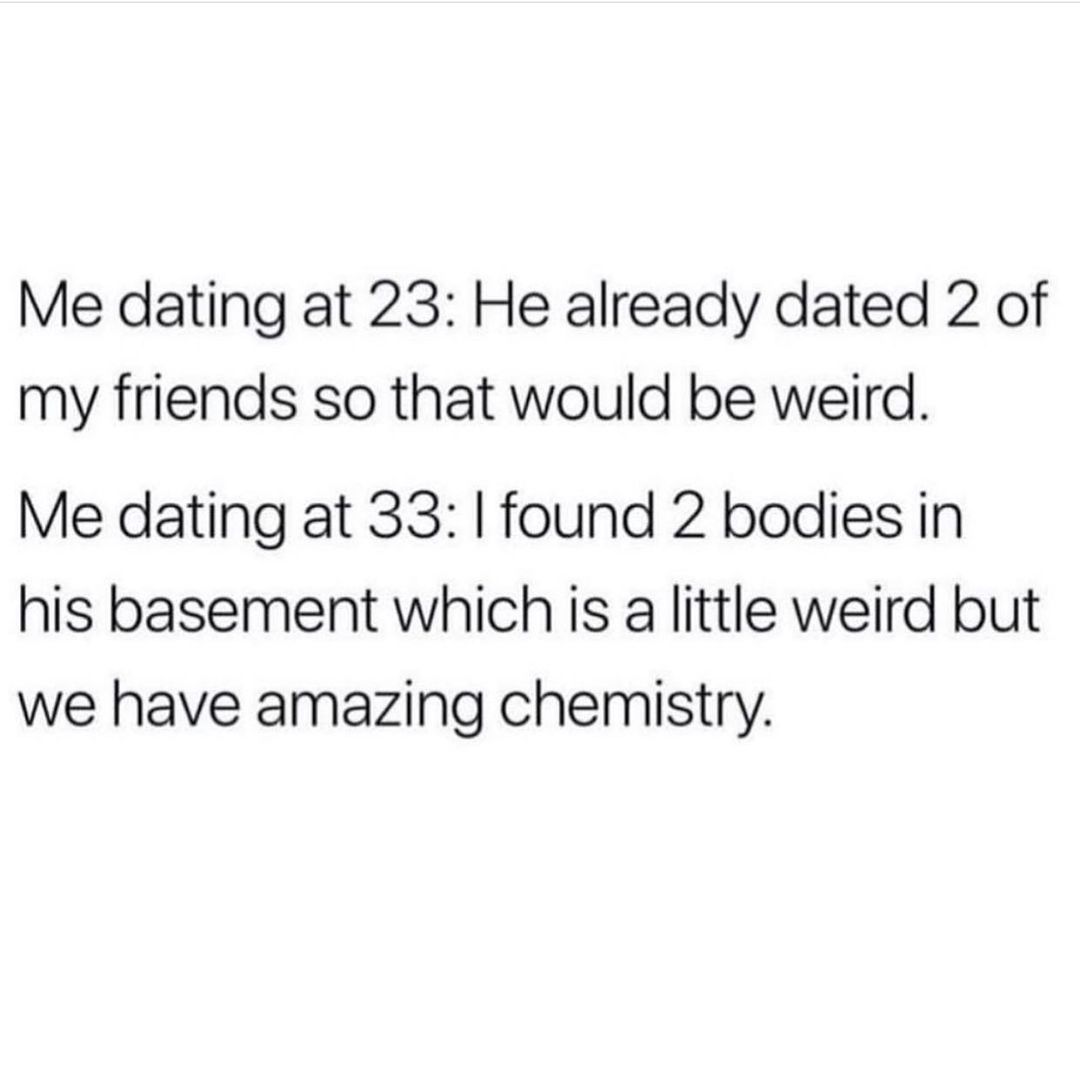 Me dating at 23: He already dated 2 of
my friends so that would be weird.
Me dating at 33: I found 2 bodies in
his basement which is a little weird but
we have amazing chemistry.